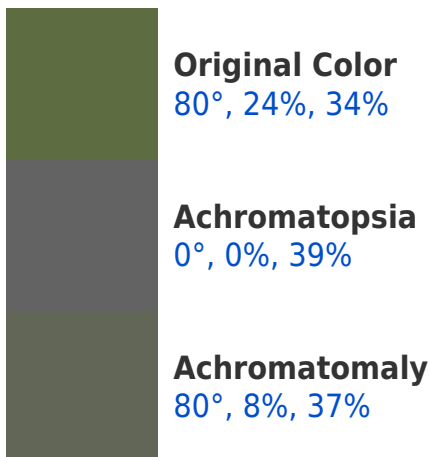 Original Color
80°, 24%, 34%
Achromatopsia
0°, 0%, 39%
Achromatomaly
80°, 8%, 37%